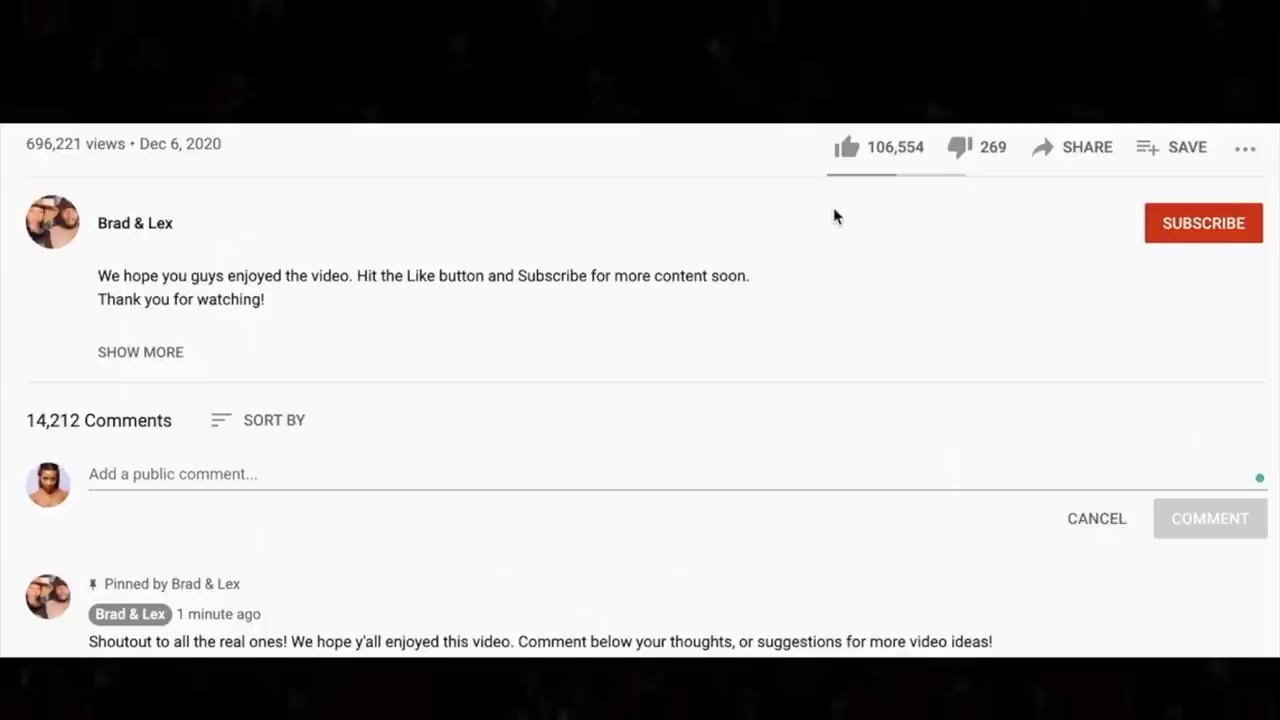 696,221 views • Dec 6, 2020
106,554 269 SHARE SAVE
Brad & Lex
SUBSCRIBE
We hope you guys enjoyed the video. Hit the Like button and Subscribe for more content soon.
Thank you for watching!
SHOW MORE
14,212 Comments SORT BY
Add a public comment...
CANCEL COMMENT
Pinned by Brad & Lex
Brad & Lex 1 minute ago
Shoutout to all the real ones! We hope y'all enjoyed this video. Comment below your thoughts, or suggestions for more video ideas!